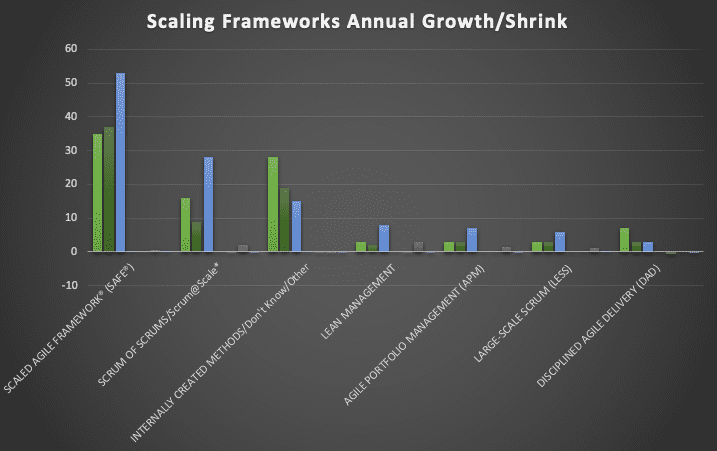 Scaling Frameworks Annual Growth/Shrink
60
50
40
30
20
10
0
-10
SCALED AGILE FRAMEWORK® (SAFE®)
SCRUM OF SCRUMS/Scrum@Scale*
INTERNALLY CREATED METHODS/Don't Know/Other
LEAN MANAGEMENT
AGILE PORTFOLIO MANAGEMENT (APM)
LARGE-SCALE SCRUM (LESS)
DISCIPLINED AGILE DELIVERY (DAD)